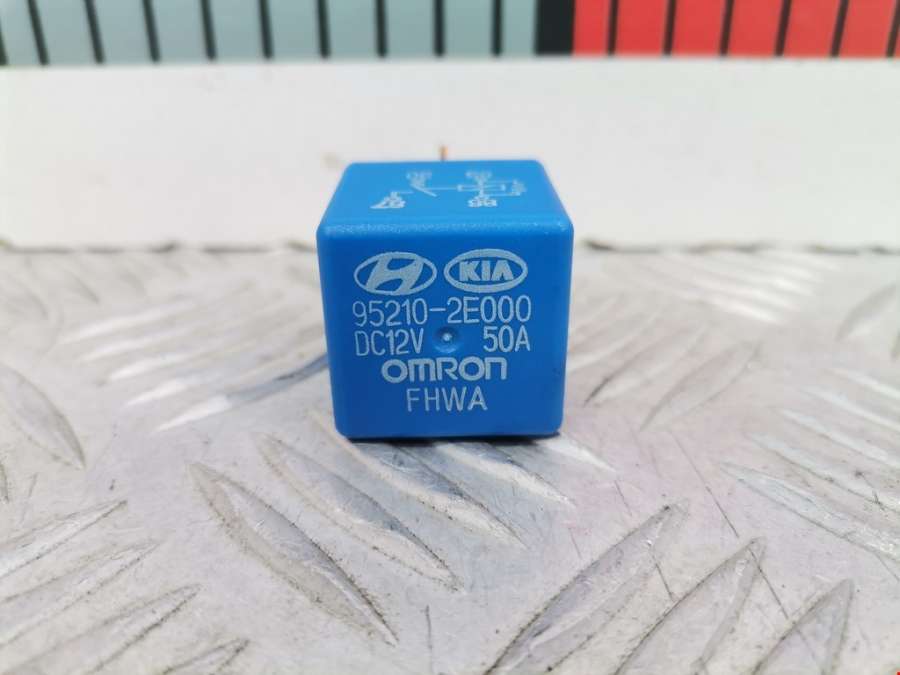 KIA
95210-2E000
DC12V 50A
OMRON
FHWA